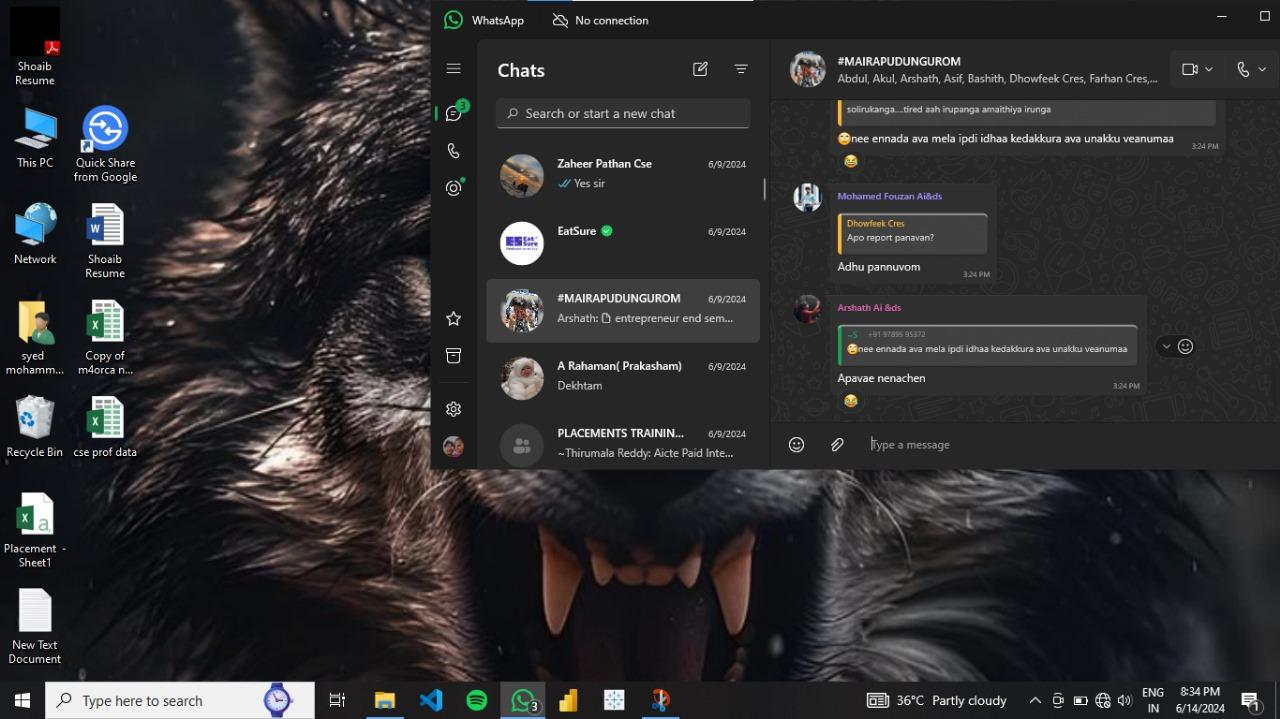 Shoaib
Resume
This PC
Quick Share
from Google
Network
Shoaib
Resume
syed
mohamm...
Copy of
m4orca n...
Recycle Bin
cse prof data
Placement -
Sheet1
New Text
Document
WhatsApp
No connection
3
Chats
Search or start a new chat
Zaheer Pathan Cse
6/9/2024
Yes sir
EatSure
6/9/2024
Eat
Sure
#MAIRAPUDUNGUROM
6/9/2024
Arshath: entrepreneur end sem...
A Rahaman( Prakasham)
6/9/2024
Dekhtam
PLACEMENTS TRAININ...
6/9/2024
~Thirumala Reddy: Aicte Paid Inte...
#MAIRAPUDUNGUROM
Abdul, Akul, Arshath, Asif, Bashith, Dhowfeek Cres, Farhan Cres,...
solirukanga....tired aah irupanga amaithiya irunga
🙄nee ennada ava mela ipdi idhaa kedakkura ava unakku veanumaa
3:24 PM
😂
Mohamed Fouzan Ai&ds
Dhowfeek Cres
Apo report panavan?
Adhu pannuvom
3:24 PM
Arshath Ai &ds
~S +91 97895 95372
🙄nee ennada ava mela ipdi idhaa kedakkura ava unakku veanumaa
Apavae nenachen
3:24 PM
😂
Type a message
Type here to search
3
36°C Partly cloudy
ENG
IN
3:34 PM
6/14/2024
1